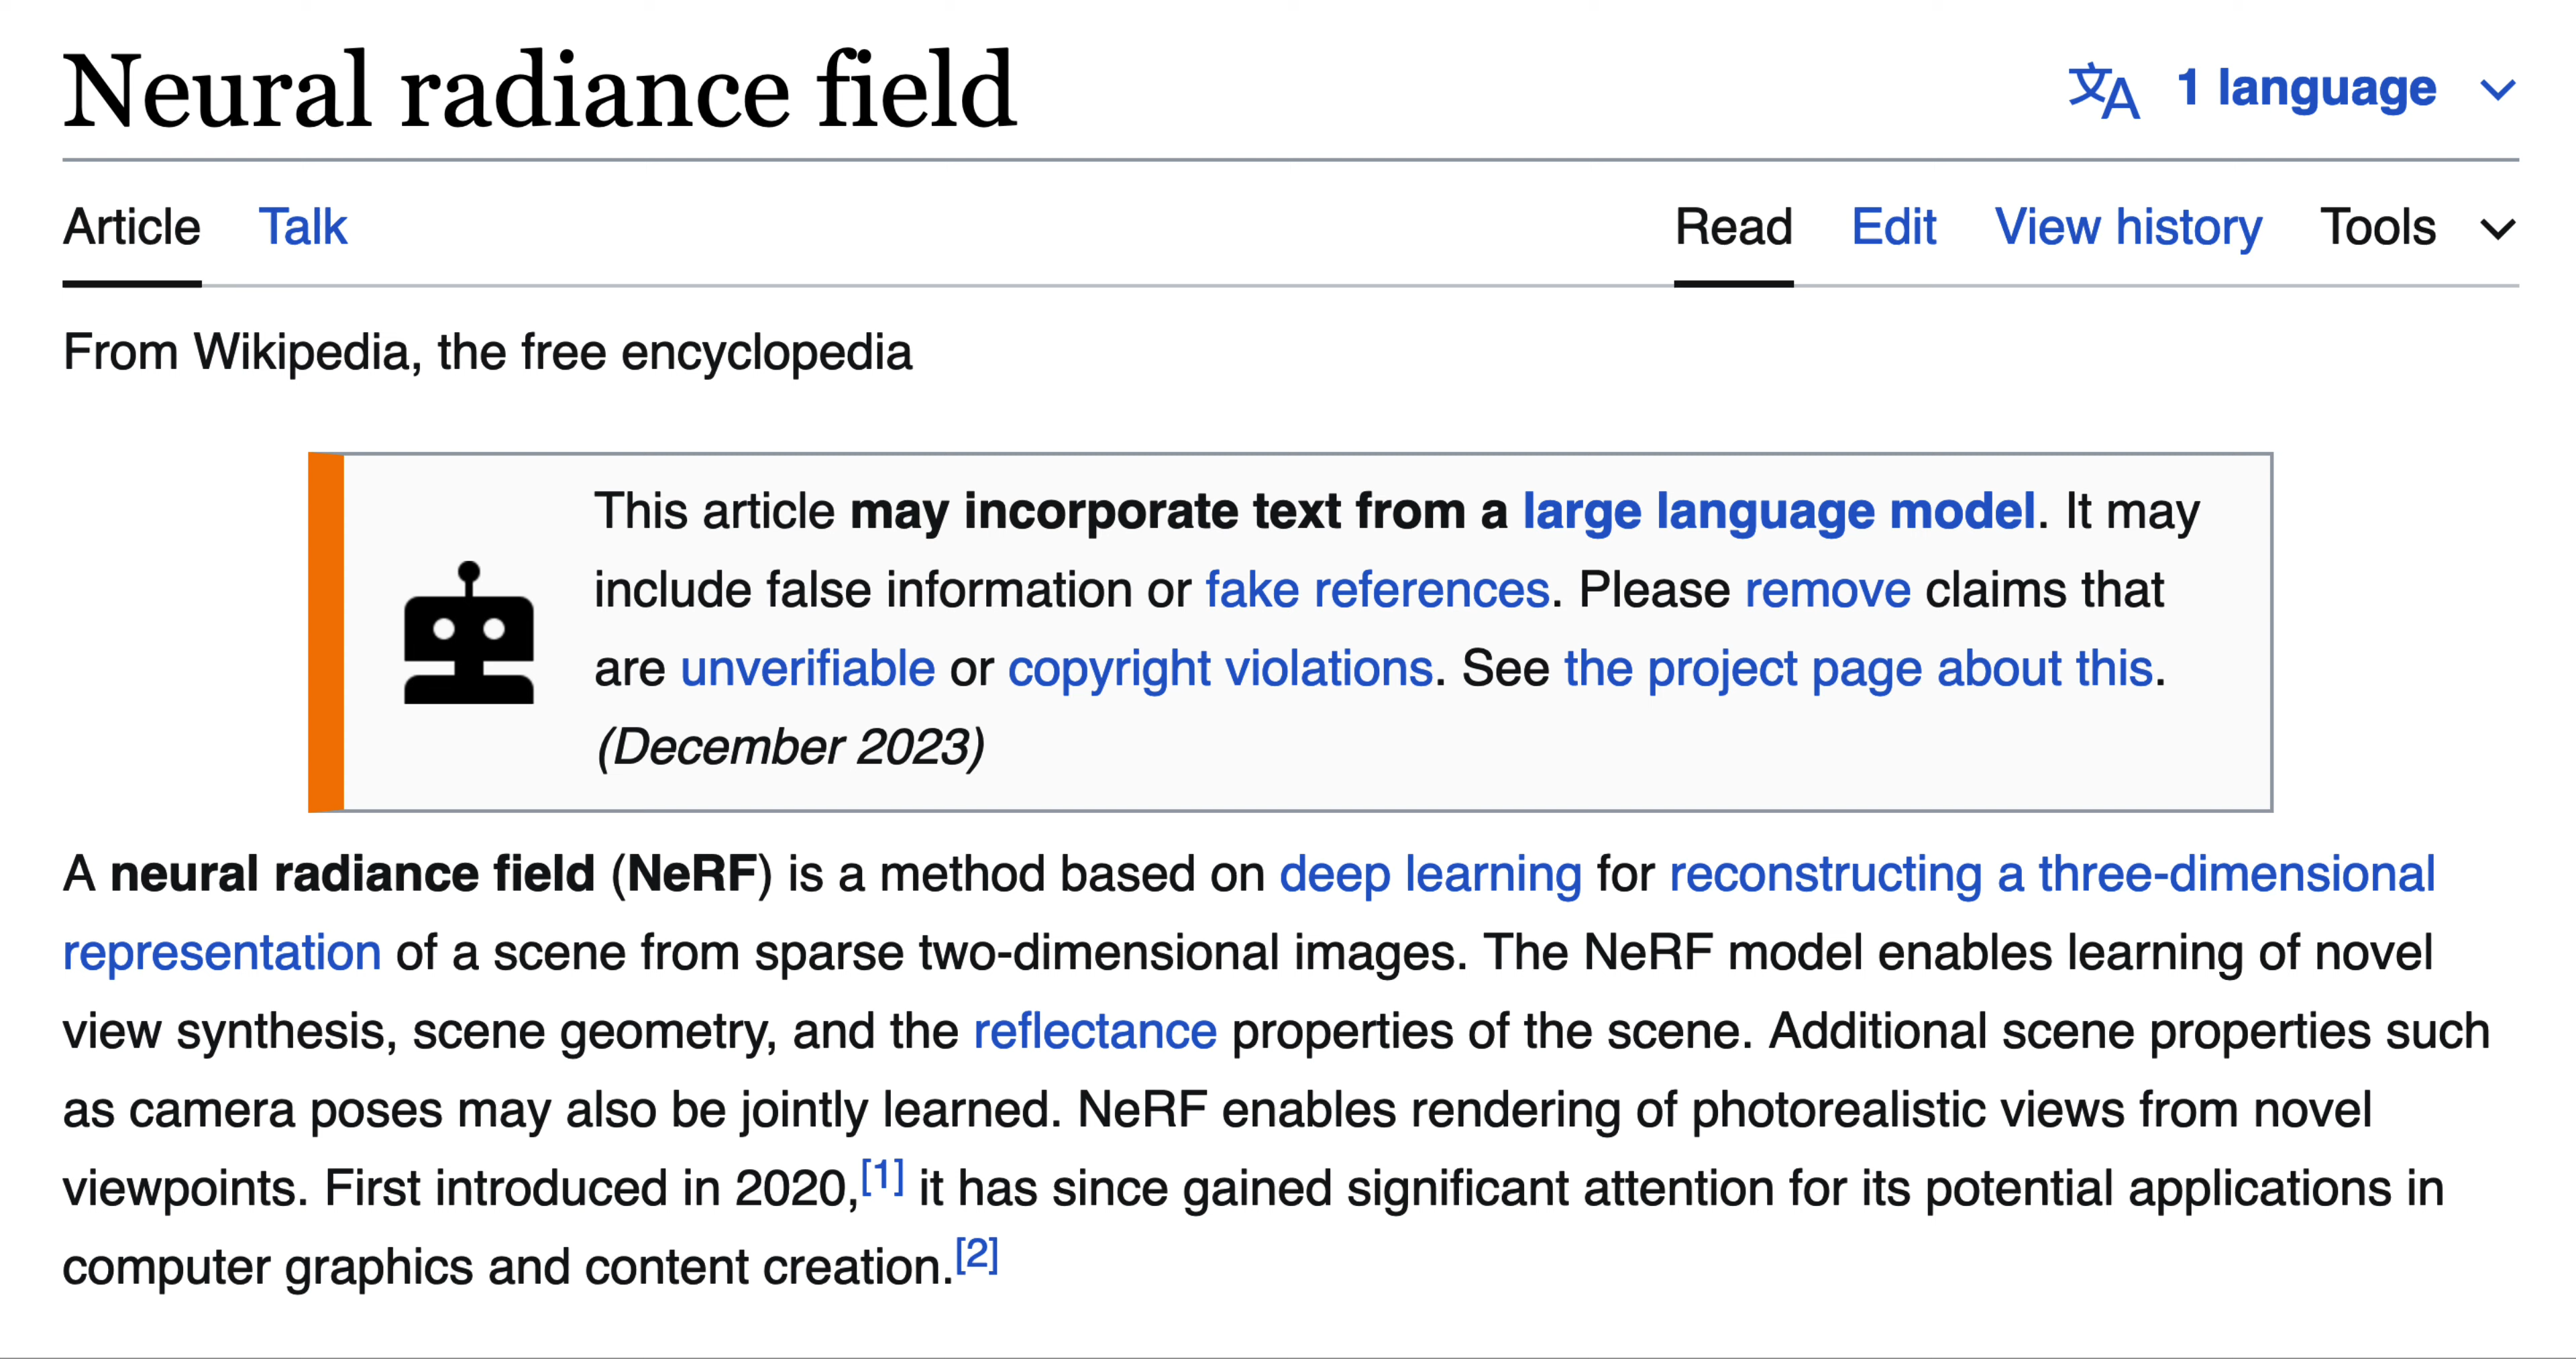 Neural radiance field
文A 1 language
Article Talk Read Edit View history Tools
From Wikipedia, the free encyclopedia
This article may incorporate text from a large language model. It may
include false information or fake references. Please remove claims that
are unverifiable or copyright violations. See the project page about this.
(December 2023)
A neural radiance field (NeRF) is a method based on deep learning for reconstructing a three-dimensional
representation of a scene from sparse two-dimensional images. The NeRF model enables learning of novel
view synthesis, scene geometry, and the reflectance properties of the scene. Additional scene properties such
as camera poses may also be jointly learned. NeRF enables rendering of photorealistic views from novel
viewpoints. First introduced in 2020,[1] it has since gained significant attention for its potential applications in
computer graphics and content creation.[2]